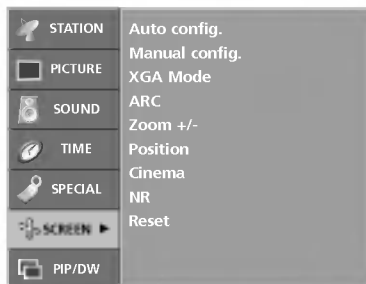 STATION
PICTURE
SOUND
TIME
SPECIAL
SCREEN
PIP/DW
Auto config.
Manual config.
XGA Mode
ARC
Zoom +/-
Position
Cinema
NR
Reset